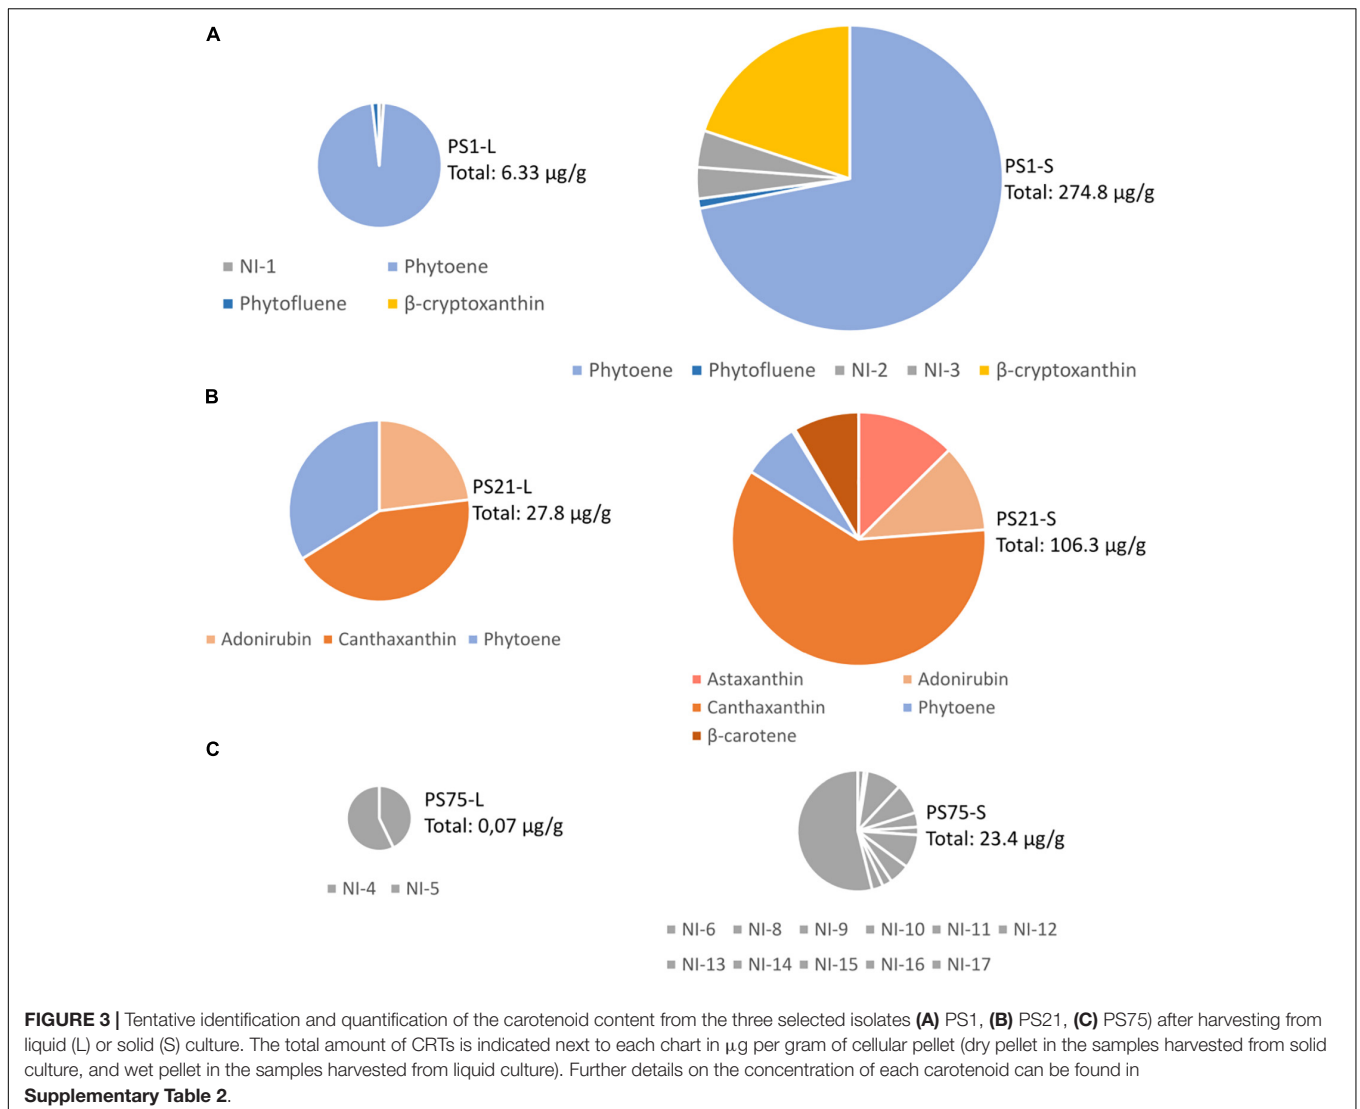 A
PS1-L
Total: 6.33 µg/g
NI-1 Phytoene
Phytofluene β-cryptoxanthin
PS1-S
Total: 274.8 µg/g
Phytoene Phytofluene NI-2 NI-3 β-cryptoxanthin
B
PS21-L
Total: 27.8 µg/g
Adonirubin Canthaxanthin Phytoene
PS21-S
Total: 106.3 µg/g
Astaxanthin Adonirubin
Canthaxanthin Phytoene
β-carotene
C
PS75-L
Total: 0,07 µg/g
NI-4 NI-5
PS75-S
Total: 23.4 µg/g
NI-6 NI-8 NI-9 NI-10 NI-11 NI-12
NI-13 NI-14 NI-15 NI-16 NI-17
FIGURE 3 | Tentative identification and quantification of the carotenoid content from the three selected isolates (A) PS1, (B) PS21, (C) PS75) after harvesting from
liquid (L) or solid (S) culture. The total amount of CRTs is indicated next to each chart in µg per gram of cellular pellet (dry pellet in the samples harvested from solid
culture, and wet pellet in the samples harvested from liquid culture). Further details on the concentration of each carotenoid can be found in
Supplementary Table 2.